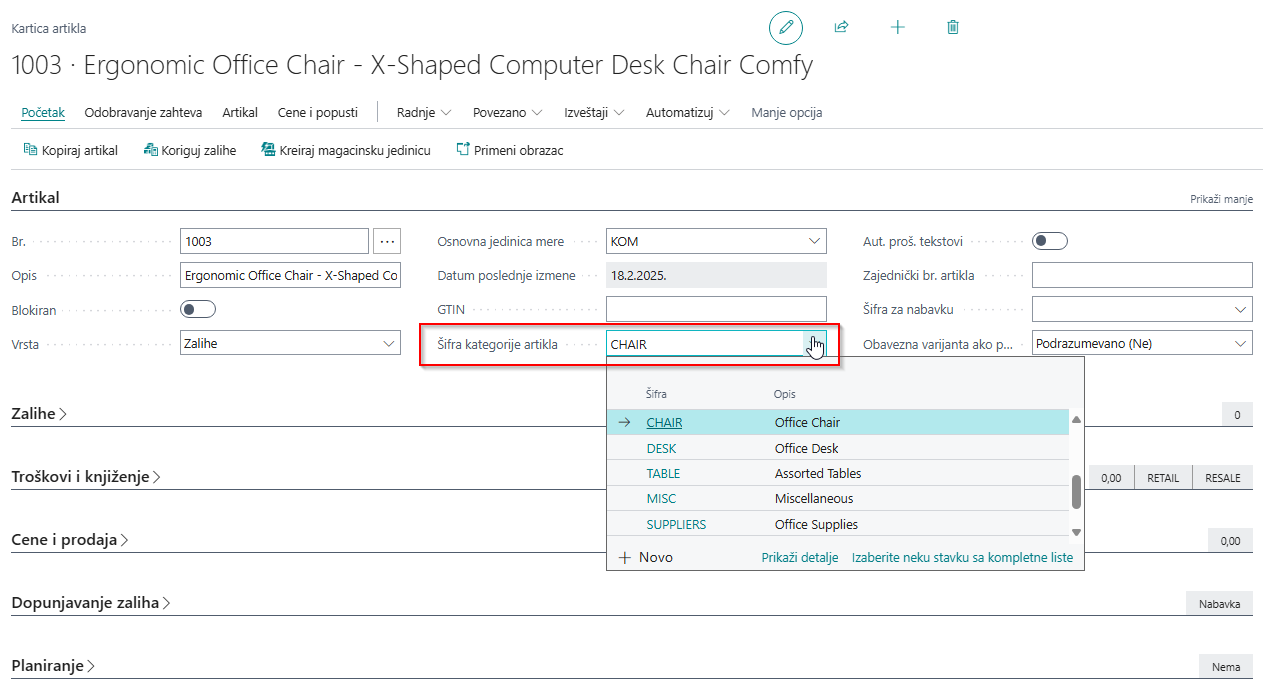 Kartica artikla
1003 · Ergonomic Office Chair - X-Shaped Computer Desk Chair Comfy
Početak Odobravanje zahteva Artikal Cene i popusti Radnje Povezano Izveštaji Automatizuj Manje opcija
Kopiraj artikal Koriguj zalihe Kreiraj magacinsku jedinicu Primeni obrazac
Artikal Prikaži manje
Br. 1003 ... Osnovna jedinica mere KOM Aut. proš. tekstovi
Opis Ergonomic Office Chair - X-Shaped Co Datum poslednje izmene 18.2.2025. Zajednički br. artikla
Blokiran GTIN Šifra za nabavku
Vrsta Zalihe Šifra kategorije artikla CHAIR Obavezna varijanta ako p... Podrazumevano (Ne)
Šifra Opis
Zalihe 0
CHAIR Office Chair
DESK Office Desk
TABLE Assorted Tables
Troškovi i knjiženje 0,00 RETAIL RESALE
MISC Miscellaneous
SUPPLIERS Office Supplies
Cene i prodaja 0,00
Novo Prikaži detalje Izaberite neku stavku sa kompletne liste
Dopunjavanje zaliha Nabavka
Planiranje Nema